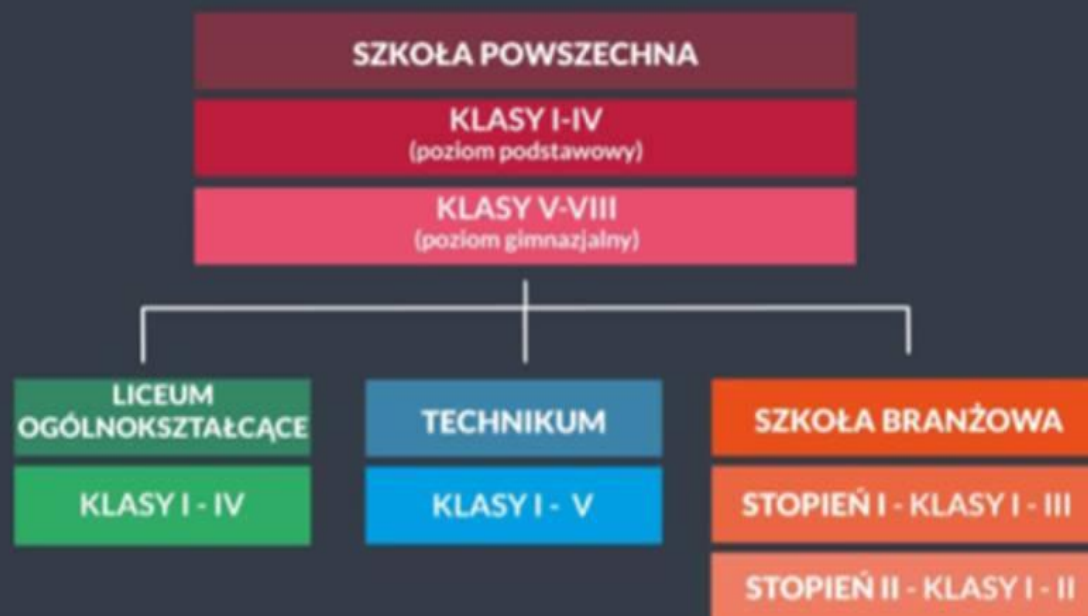 SZKOŁA POWSZECHNA
KLASY I-IV
(poziom podstawowy)
KLASY V-VIII
(poziom gimnazjalny)
LICEUM
OGÓLNOKSZTAŁCĄCE
KLASY I - IV
TECHNIKUM
KLASY I - V
SZKOŁA BRANŻOWA
STOPIEŃ I - KLASY I - III
STOPIEŃ II - KLASY I - II